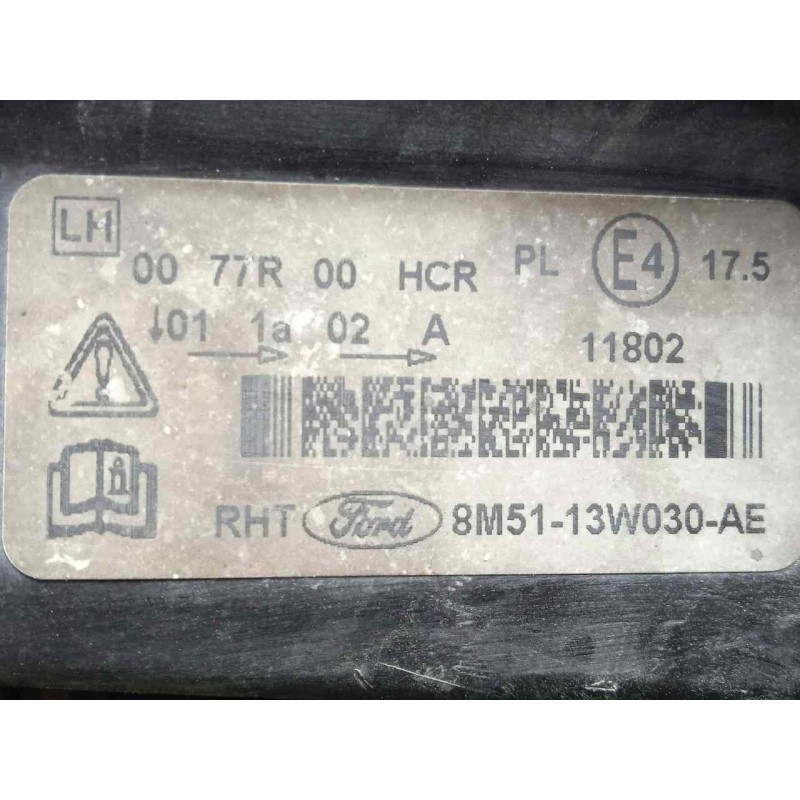 LH
00 77R 00 HCR PL E4 17.5
↓01 1a 02 A 11802
RHT Ford 8M51-13W030-AE